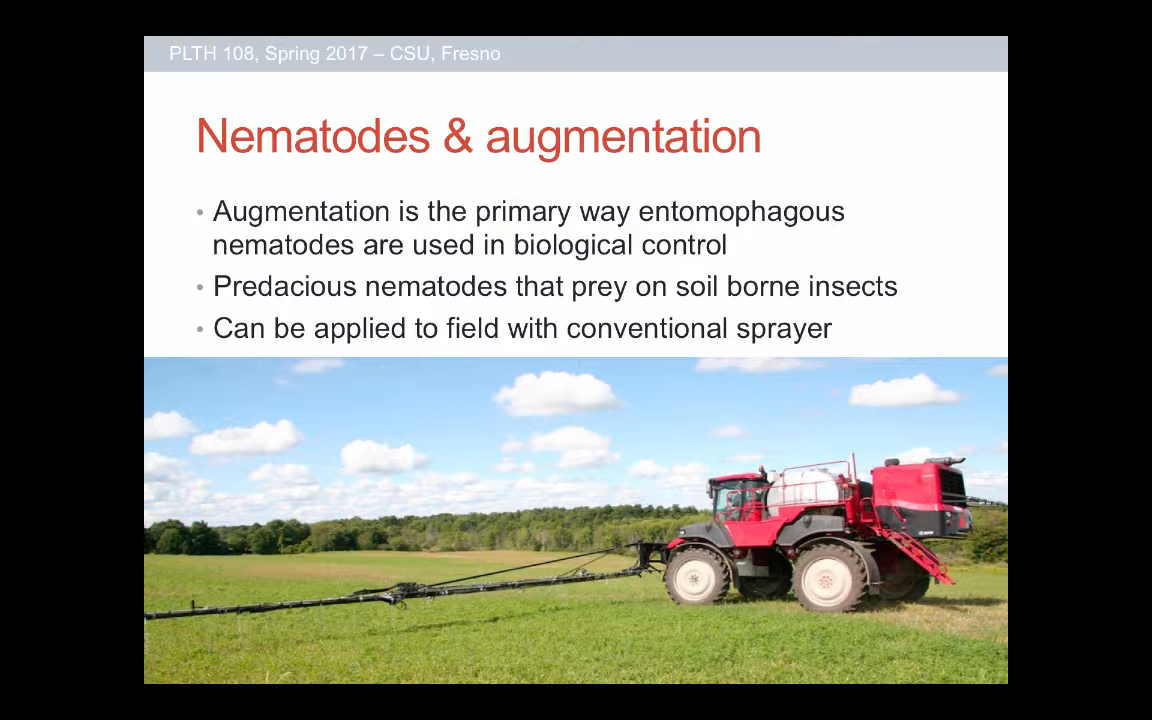 PLTH 108, Spring 2017 – CSU, Fresno
Nematodes & augmentation
• Augmentation is the primary way entomophagous
nematodes are used in biological control
• Predacious nematodes that prey on soil borne insects
• Can be applied to field with conventional sprayer